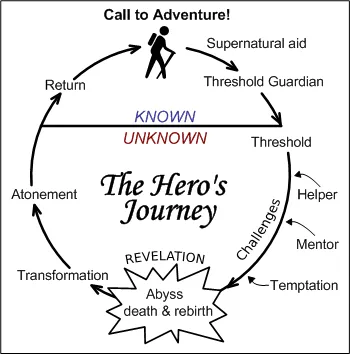 Call to Adventure!
Supernatural aid
Threshold Guardian
Return
KNOWN
UNKNOWN
Threshold
The Hero's
Journey
Helper
Atonement
Challenges
Mentor
REVELATION
Transformation
Abyss
death & rebirth
Temptation